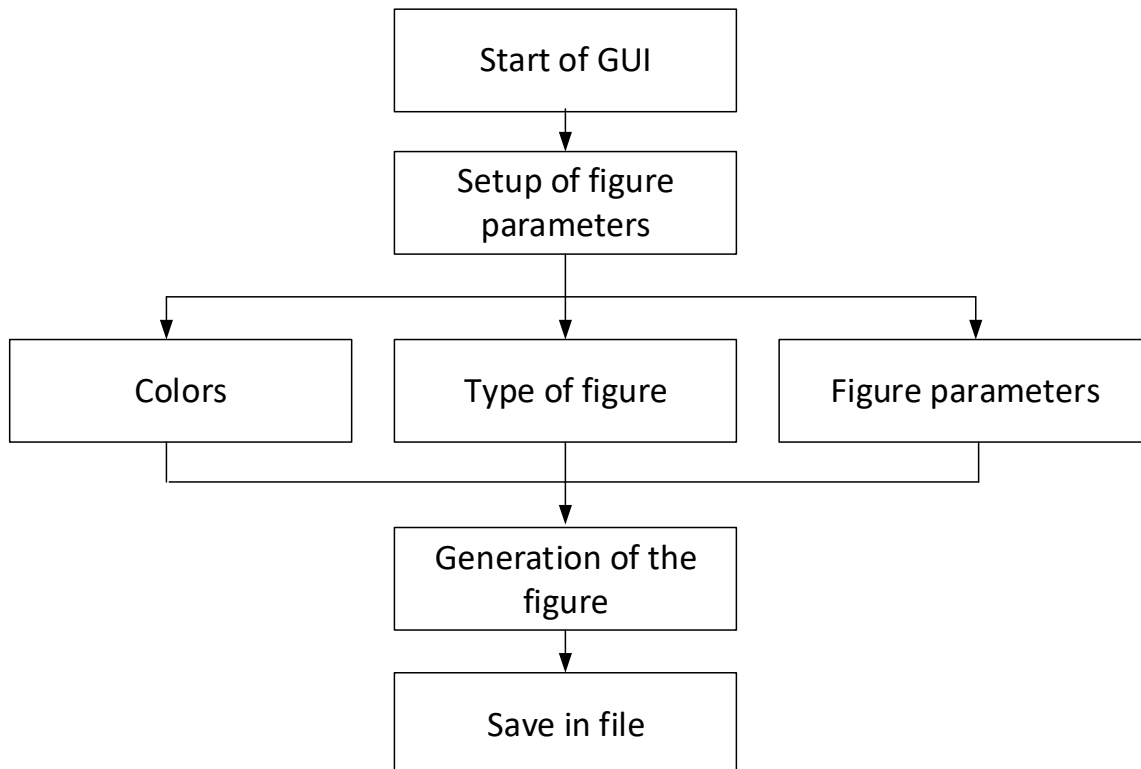 Start of GUI
Setup of figure
parameters
Colors
Type of figure
Figure parameters
Generation of the
figure
Save in file